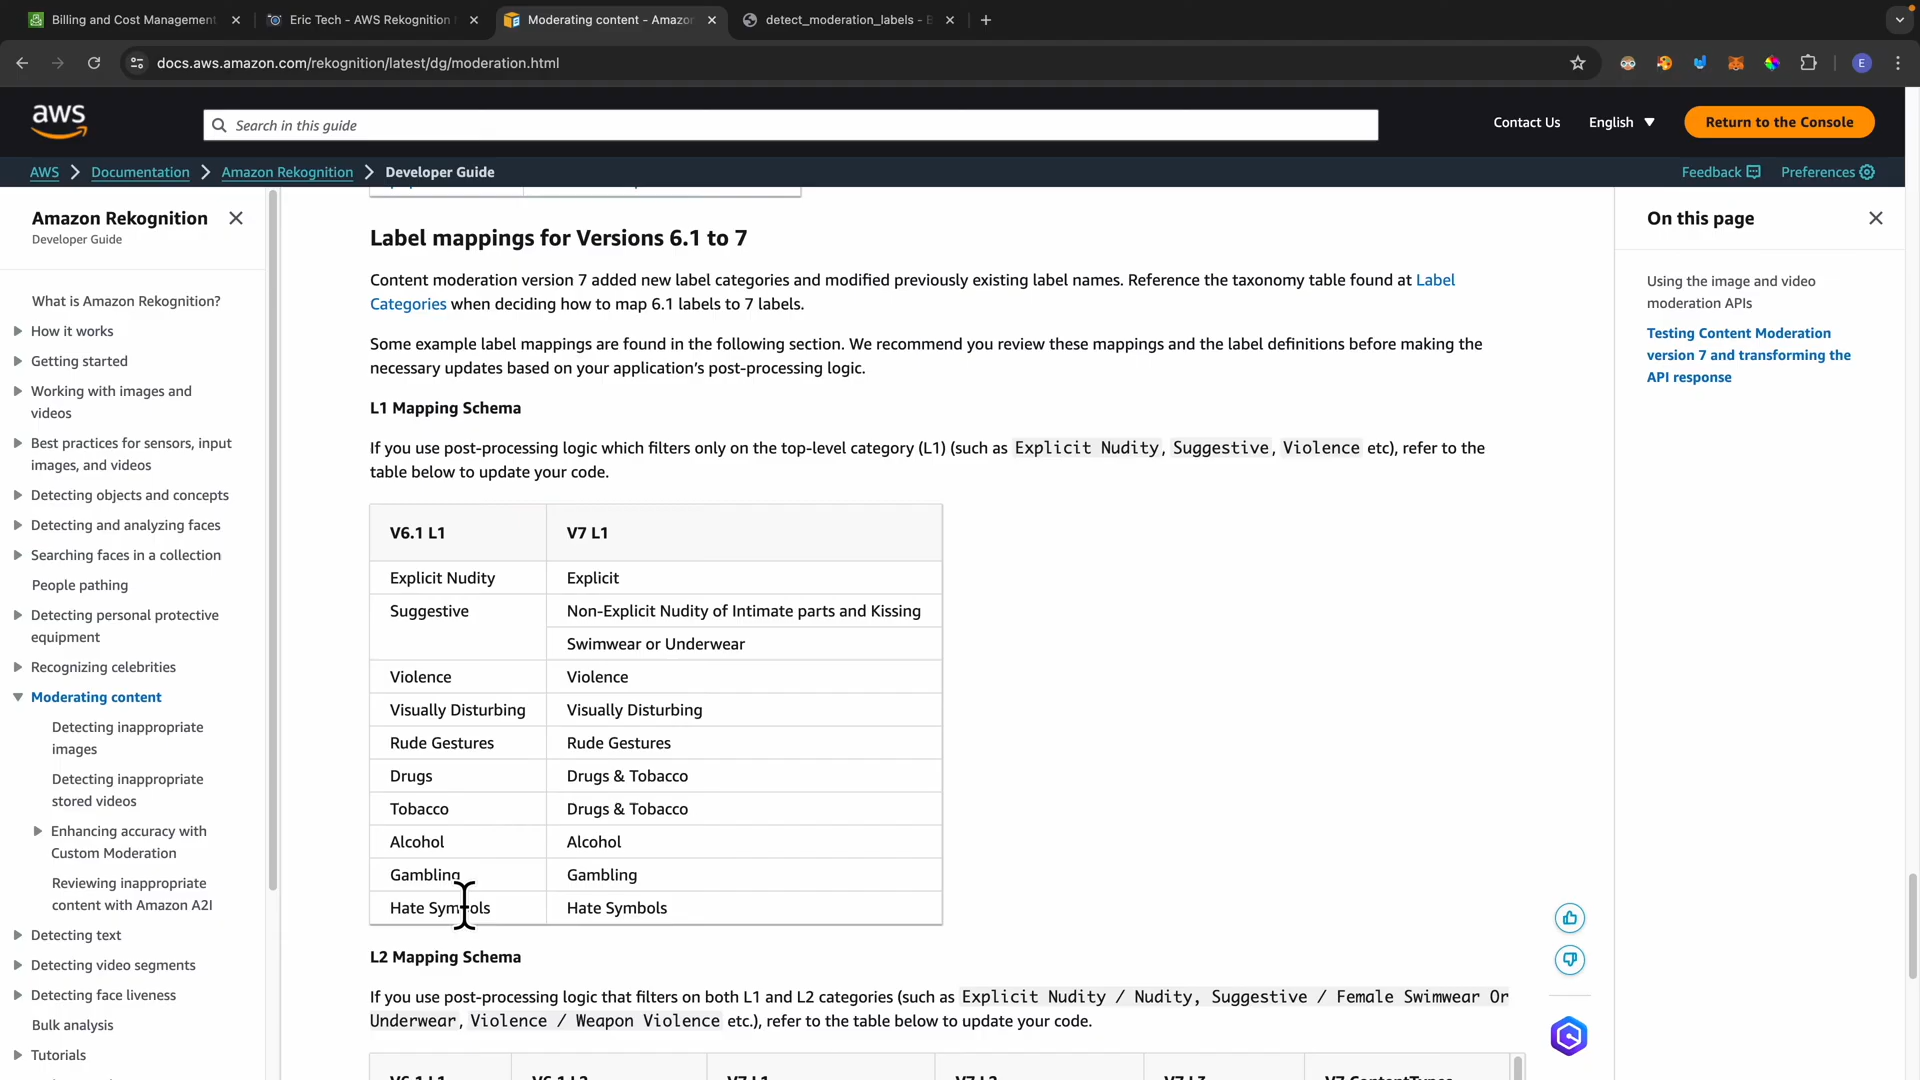 Billing and Cost Management
Eric Tech - AWS Rekognition
Moderating content - Amazon
detect_moderation_labels - B
docs.aws.amazon.com/rekognition/latest/dg/moderation.html
E
aws
Search in this guide
Contact Us
English
Return to the Console
AWS
Documentation
Amazon Rekognition
Developer Guide
Feedback
Preferences
Amazon Rekognition
Developer Guide
What is Amazon Rekognition?
How it works
Getting started
Working with images and
videos
Best practices for sensors, input
images, and videos
Detecting objects and concepts
Detecting and analyzing faces
Searching faces in a collection
People pathing
Detecting personal protective
equipment
Recognizing celebrities
Moderating content
Detecting inappropriate
images
Detecting inappropriate
stored videos
Enhancing accuracy with
Custom Moderation
Reviewing inappropriate
content with Amazon A2I
Detecting text
Detecting video segments
Detecting face liveness
Bulk analysis
Tutorials
Label mappings for Versions 6.1 to 7
Content moderation version 7 added new label categories and modified previously existing label names. Reference the taxonomy table found at Label
Categories when deciding how to map 6.1 labels to 7 labels.
Some example label mappings are found in the following section. We recommend you review these mappings and the label definitions before making the
necessary updates based on your application’s post-processing logic.
L1 Mapping Schema
If you use post-processing logic which filters only on the top-level category (L1) (such as Explicit Nudity, Suggestive, Violence etc), refer to the
table below to update your code.
V6.1 L1 V7 L1
Explicit Nudity Explicit
Suggestive Non-Explicit Nudity of Intimate parts and Kissing
Swimwear or Underwear
Violence Violence
Visually Disturbing Visually Disturbing
Rude Gestures Rude Gestures
Drugs Drugs & Tobacco
Tobacco Drugs & Tobacco
Alcohol Alcohol
Gambling Gambling
Hate Symbols Hate Symbols
L2 Mapping Schema
If you use post-processing logic that filters on both L1 and L2 categories (such as Explicit Nudity / Nudity, Suggestive / Female Swimwear Or
Underwear, Violence / Weapon Violence etc.), refer to the table below to update your code.
V6.1 L1 V6.1 L2 V7 L1 V7 L2 V7 L3 V7 ContentTypes
On this page
Using the image and video
moderation APIs
Testing Content Moderation
version 7 and transforming the
API response